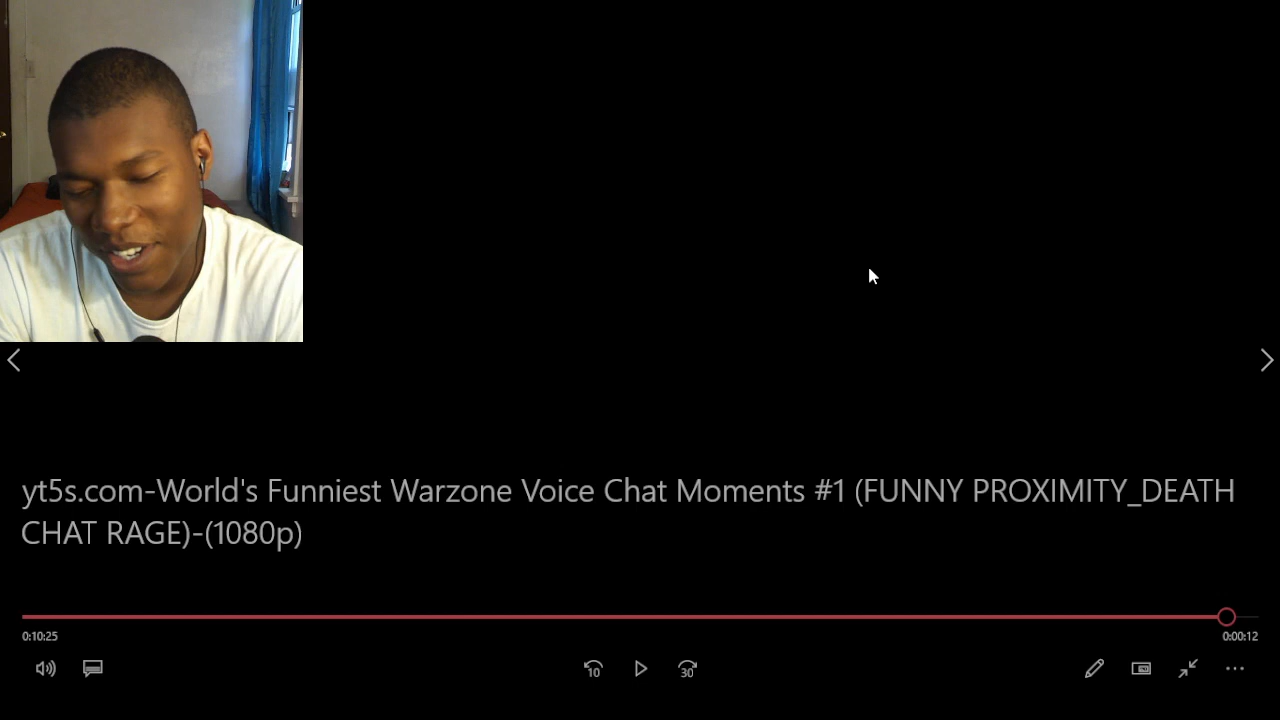 yt5s.com-World's Funniest Warzone Voice Chat Moments #1 (FUNNY PROXIMITY_DEATH
CHAT RAGE)-(1080p)
0:10:25
0:00:12
10
30